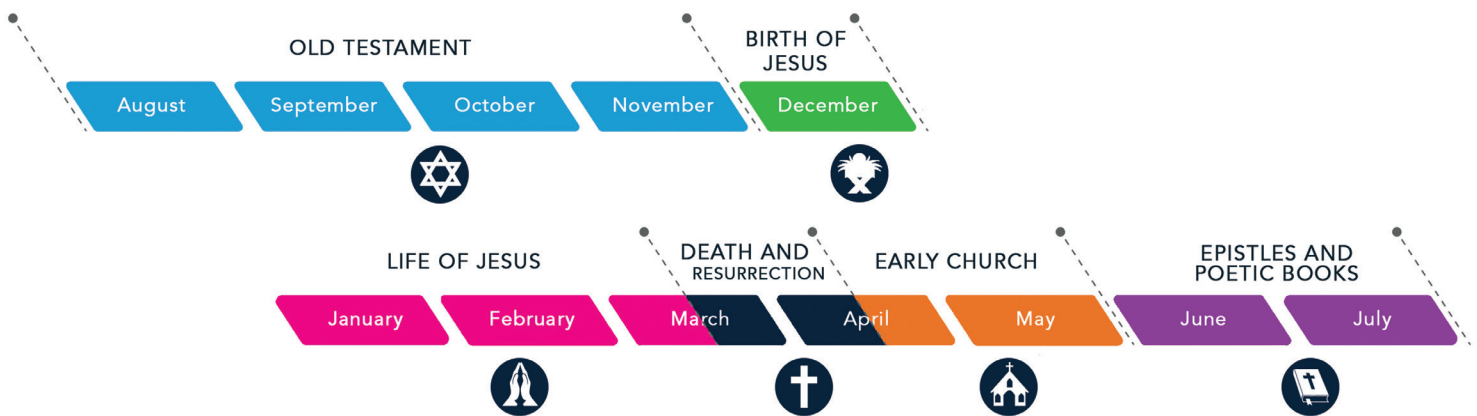 OLD TESTAMENT
BIRTH OF
JESUS
August September October November December
LIFE OF JESUS
DEATH AND
RESURRECTION
EARLY CHURCH
EPISTLES AND
POETIC BOOKS
January February March April May June July